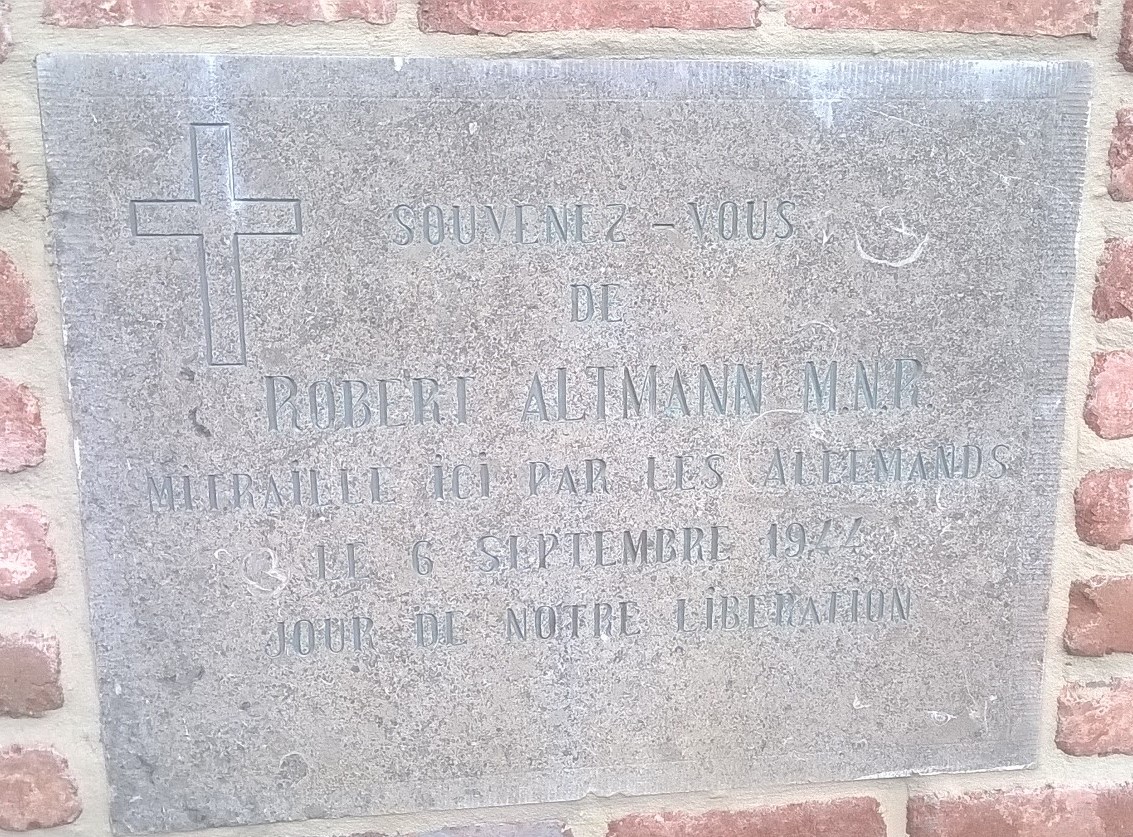 SOUVENEZ - VOUS
DE
ROBERT ALTMANN M.N.R.
MITRAILLE ICI PAR LES ALLEMANDS
LE 6 SEPTEMBRE 1944
JOUR DE NOTRE LIBERATION